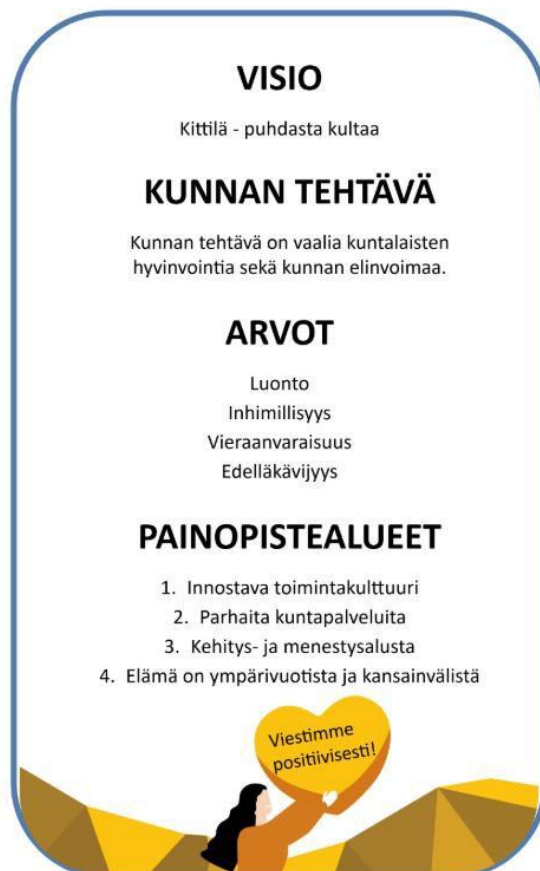 VISIO
Kittilä - puhdasta kultaa
KUNNAN TEHTÄVÄ
Kunnan tehtävä on vaalia kuntalaisten
hyvinvointia sekä kunnan elinvoimaa.
ARVOT
Luonto
Inhimillisyys
Vieraanvaraisuus
Edelläkävijyys
PAINOPISTEALUEET
1. Innostava toimintakulttuuri
2. Parhaita kuntapalveluita
3. Kehitys- ja menestysalusta
4. Elämä on ympärivuotista ja kansainvälistä
Viestimme
positiivisesti!